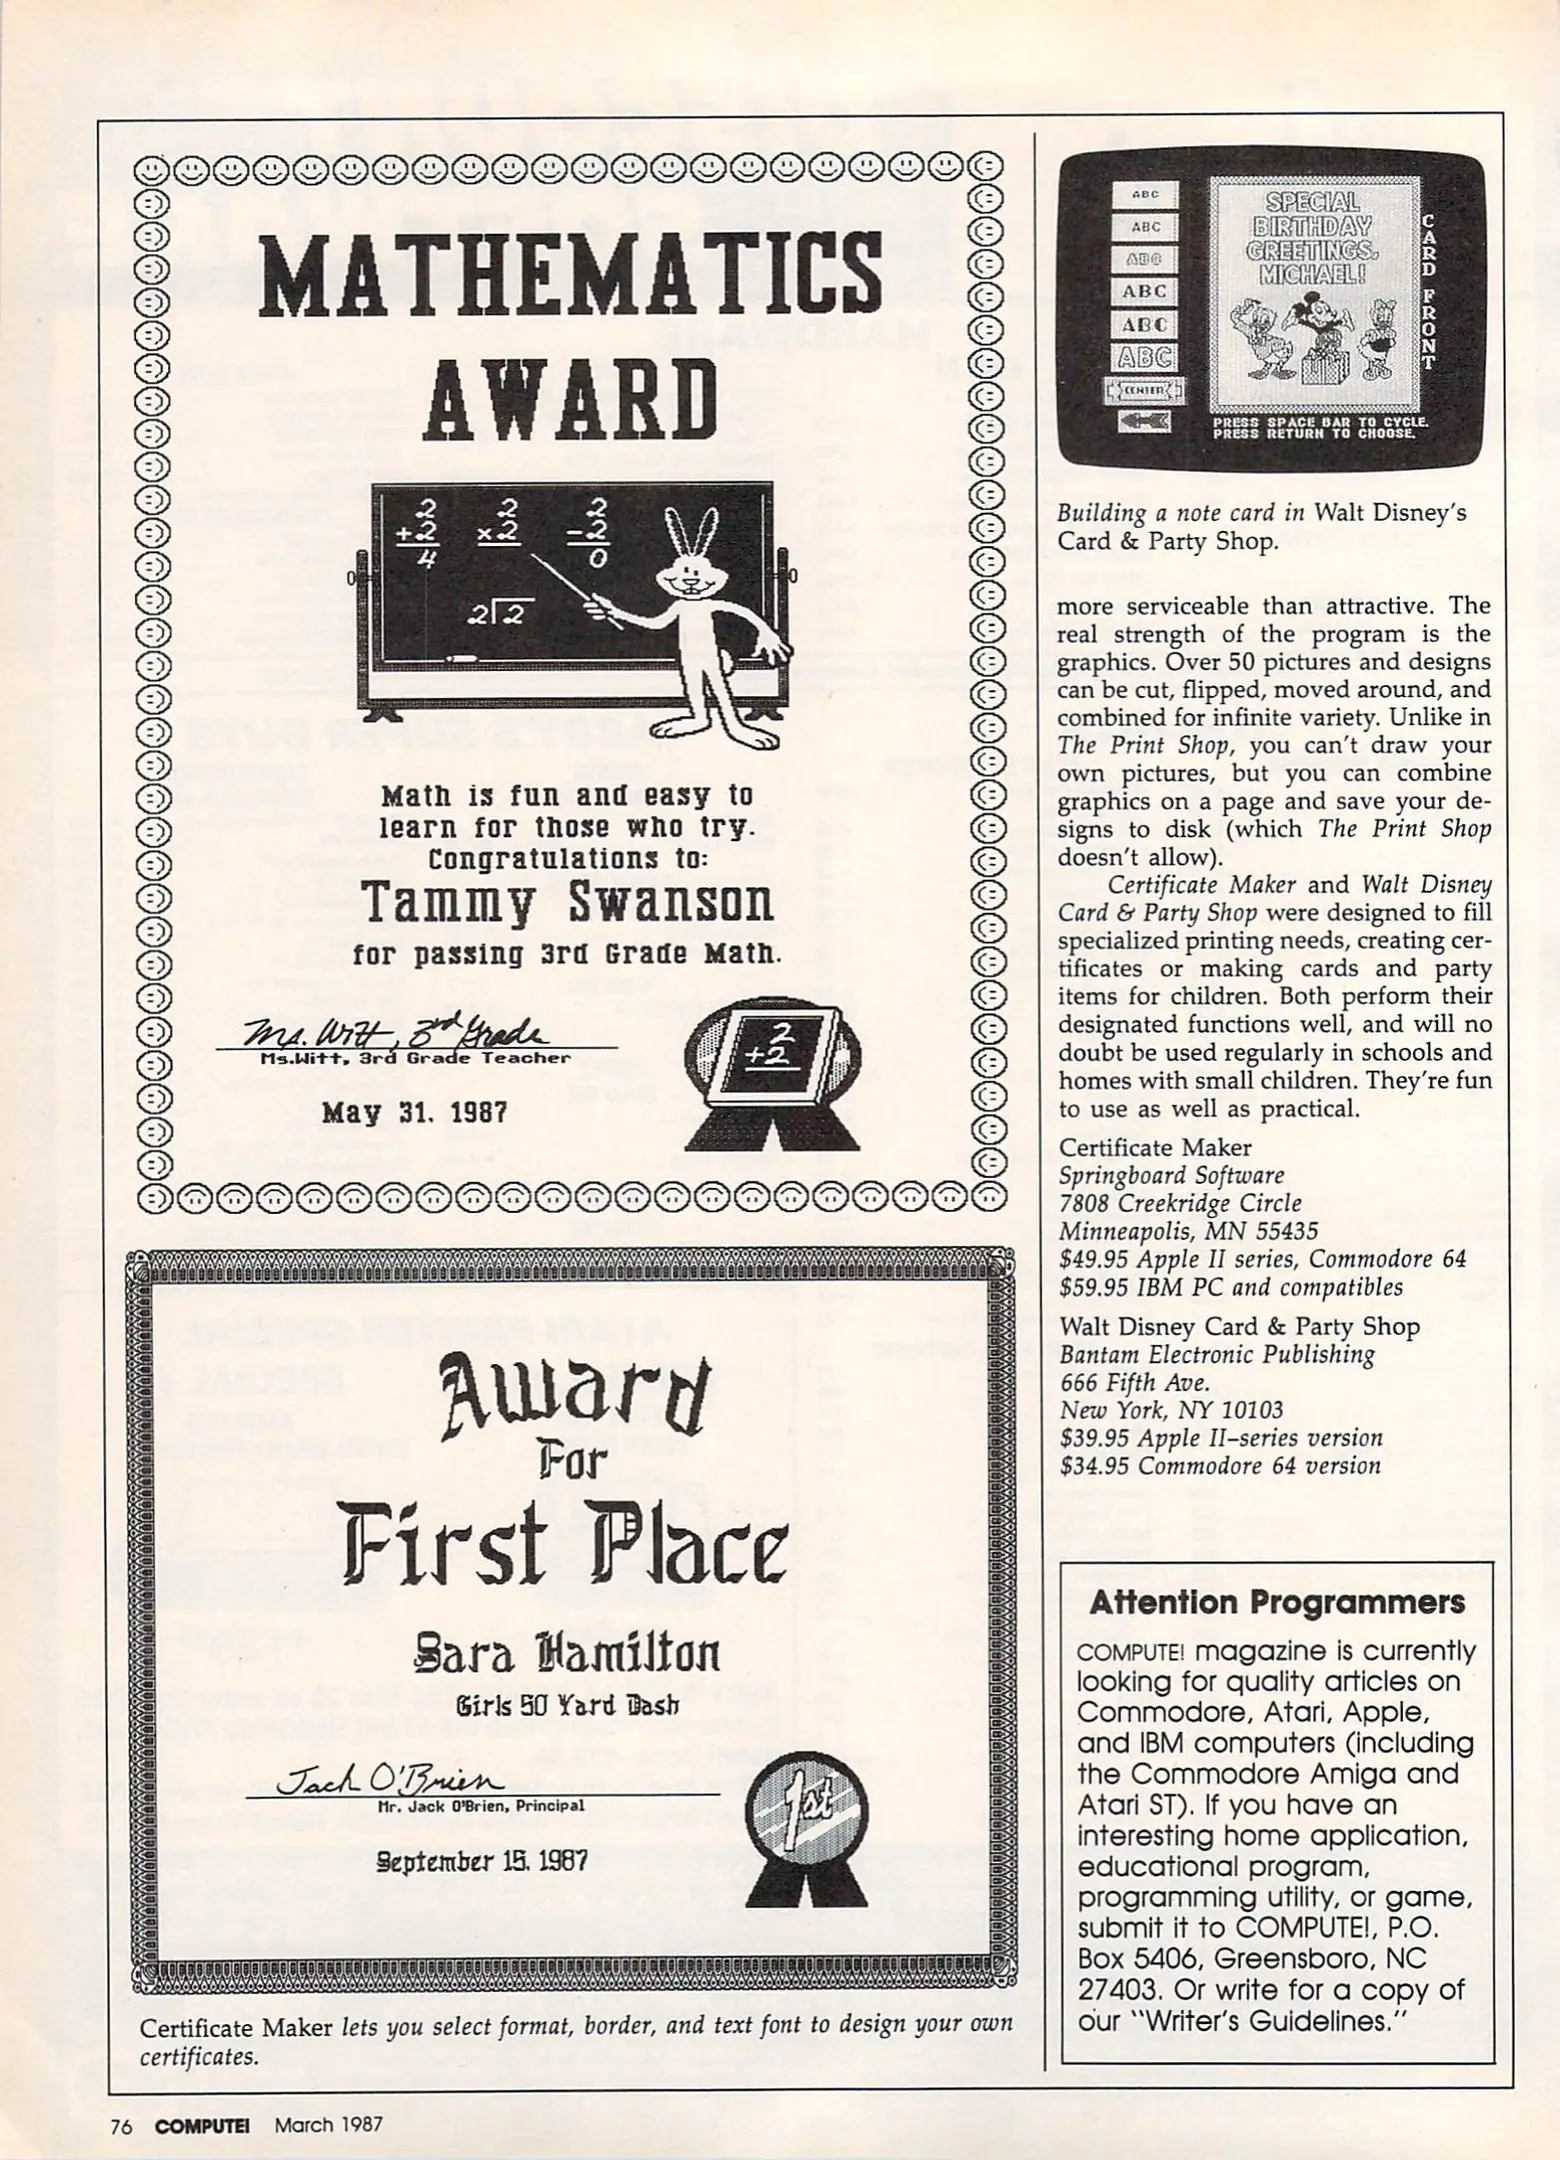 MATHEMATICS
AWARD
2
+2
4
2
x2
2
-2
0
2
2
Math is fun and easy to
learn for those who try.
Congratulations to:
Tammy Swanson
for passing 3rd Grade Math.
Ms. Witt, 3rd Grade
Ms.Witt, 3rd Grade Teacher
May 31, 1987
2
+2
Award
For
First Place
Sara Hamilton
Girls 50 Yard Dash
Jack O'Brien
Mr. Jack O'Brien, Principal
September 15, 1987
1st
Certificate Maker lets you select format, border, and text font to design your own
certificates.
ABC
ABC
ABC
ABC
ABC
ABC
CENTER
SPECIAL
BIRTHDAY
GREETINGS,
MICHAEL!
CARD FRONT
PRESS SPACE BAR TO CYCLE.
PRESS RETURN TO CHOOSE.
Building a note card in Walt Disney's
Card & Party Shop.
more serviceable than attractive. The
real strength of the program is the
graphics. Over 50 pictures and designs
can be cut, flipped, moved around, and
combined for infinite variety. Unlike in
The Print Shop, you can't draw your
own pictures, but you can combine
graphics on a page and save your de-
signs to disk (which The Print Shop
doesn't allow).
Certificate Maker and Walt Disney
Card & Party Shop were designed to fill
specialized printing needs, creating cer-
tificates or making cards and party
items for children. Both perform their
designated functions well, and will no
doubt be used regularly in schools and
homes with small children. They're fun
to use as well as practical.
Certificate Maker
Springboard Software
7808 Creekridge Circle
Minneapolis, MN 55435
$49.95 Apple II series, Commodore 64
$59.95 IBM PC and compatibles
Walt Disney Card & Party Shop
Bantam Electronic Publishing
666 Fifth Ave.
New York, NY 10103
$39.95 Apple II–series version
$34.95 Commodore 64 version
Attention Programmers
COMPUTE! magazine is currently
looking for quality articles on
Commodore, Atari, Apple,
and IBM computers (including
the Commodore Amiga and
Atari ST). If you have an
interesting home application,
educational program,
programming utility, or game,
submit it to COMPUTE!, P.O.
Box 5406, Greensboro, NC
27403. Or write for a copy of
our "Writer's Guidelines."
76 COMPUTE! March 1987